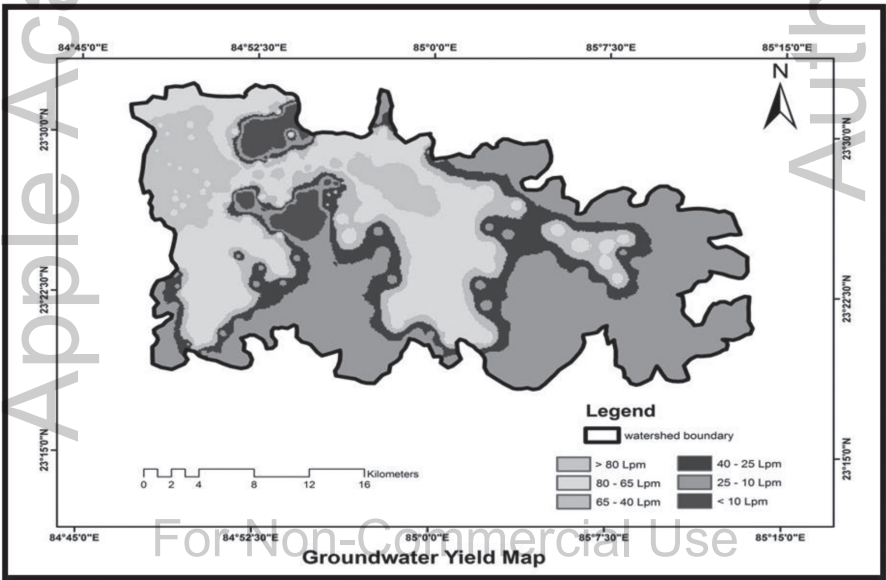 84°45'0"E 84°52'30"E 85°0'0"E 85°7'30"E 85°15'0"E
N
23°30'0"N 23°30'0"N
23°22'30"N 23°22'30"N
23°15'0"N 23°15'0"N
Legend
watershed boundary
> 80 Lpm 40 - 25 Lpm
80 - 65 Lpm 25 - 10 Lpm
65 - 40 Lpm < 10 Lpm
Kilometers
0 2 4 8 12 16
84°45'0"E 84°52'30"E 85°0'0"E 85°7'30"E 85°15'0"E
Groundwater Yield Map
For Non-Commercial Use
Apple Ac
Auth